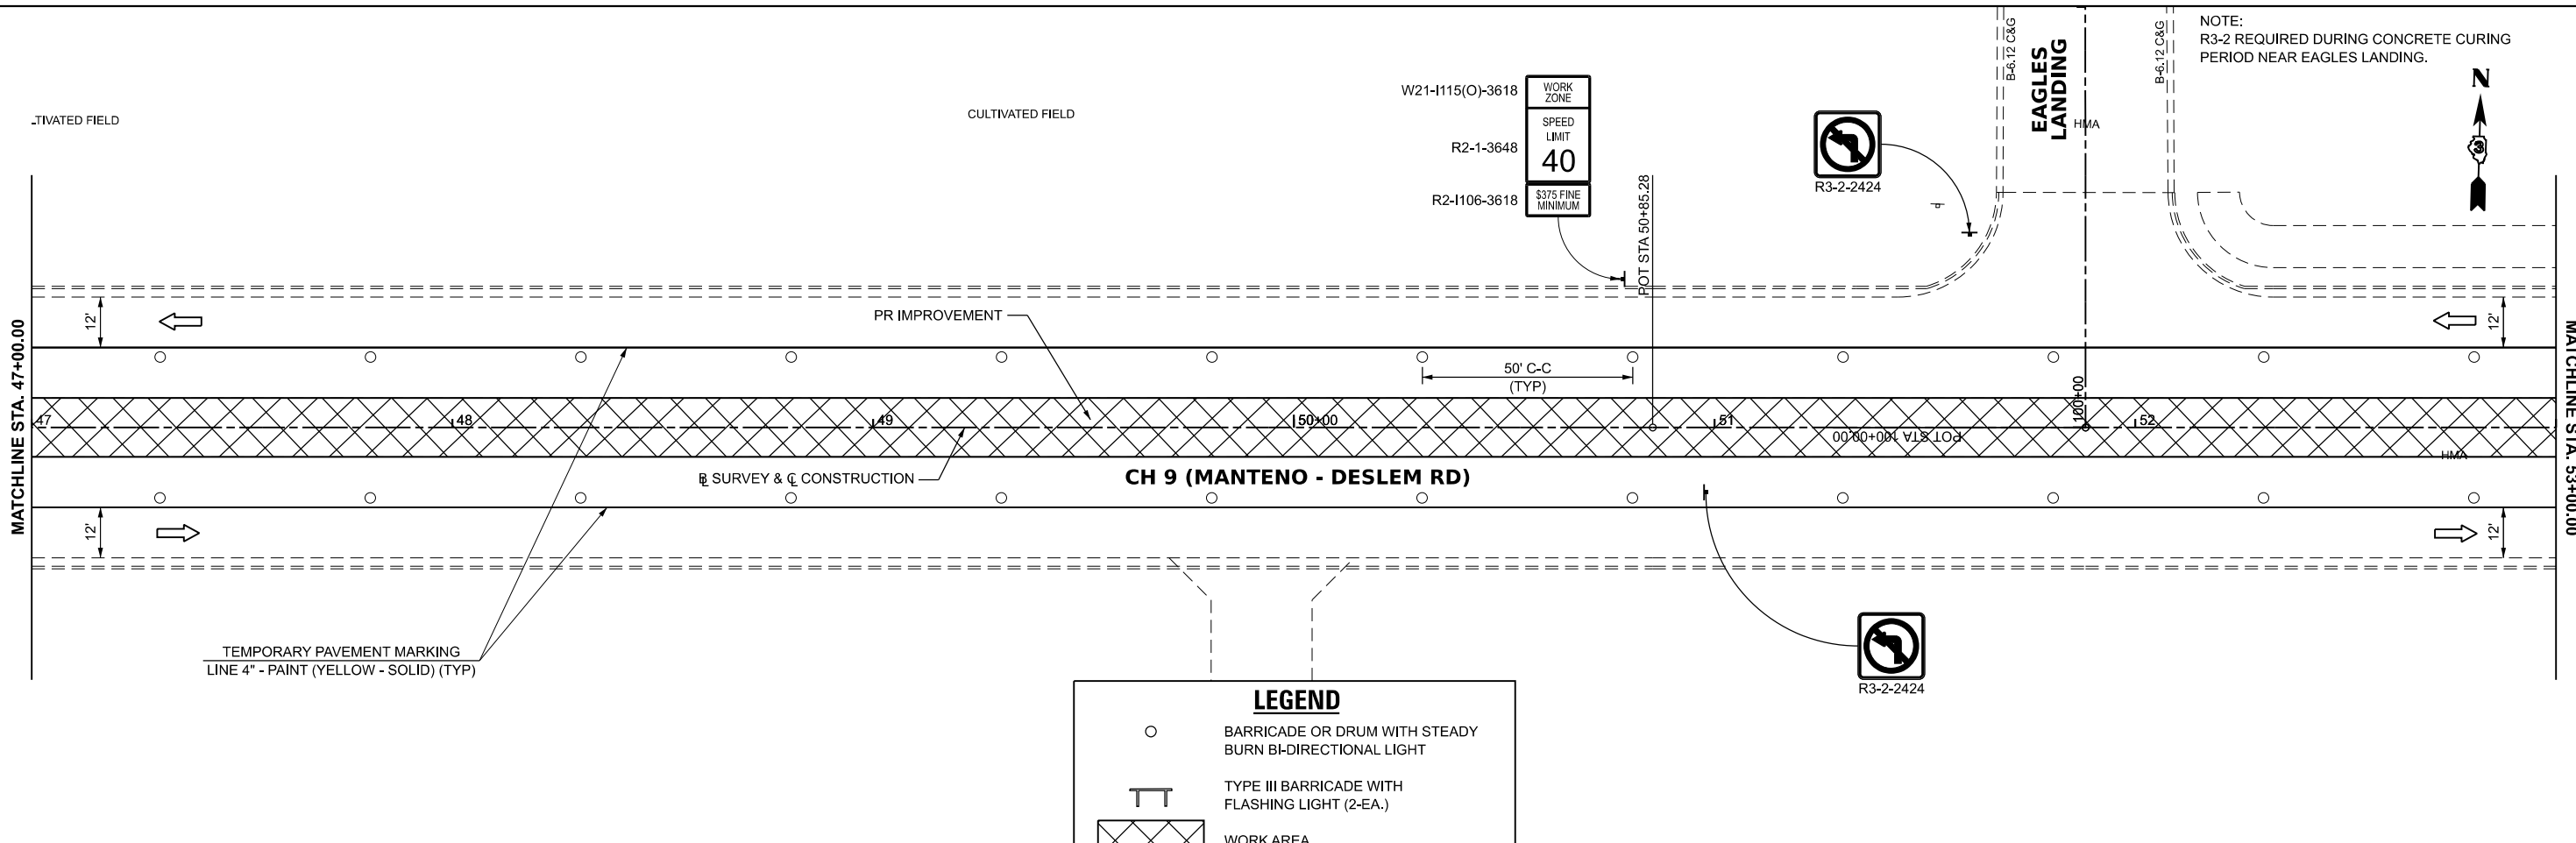 NOTE:
R3-2 REQUIRED DURING CONCRETE CURING
PERIOD NEAR EAGLES LANDING.
N
3
B-6.12 C&G
EAGLES
LANDING
HMA
B-6.12 C&G
W21-I115(O)-3618
WORK
ZONE
R2-1-3648
SPEED
LIMIT
40
R2-I106-3618
$375 FINE
MINIMUM
R3-2-2424
TIVATED FIELD
CULTIVATED FIELD
POT STA 50+85.28
MATCHLINE STA. 47+00.00
12'
PR IMPROVEMENT
12'
MATCHLINE STA. 53+00.00
50' C-C
(TYP)
47
48
49
50+00
51
100+00
52
POT STA 100+00.00
HMA
℄ SURVEY & ℄ CONSTRUCTION
CH 9 (MANTENO - DESLEM RD)
12'
12'
TEMPORARY PAVEMENT MARKING
LINE 4" - PAINT (YELLOW - SOLID) (TYP)
R3-2-2424
LEGEND
BARRICADE OR DRUM WITH STEADY
BURN BI-DIRECTIONAL LIGHT
TYPE III BARRICADE WITH
FLASHING LIGHT (2-EA.)
WORK AREA